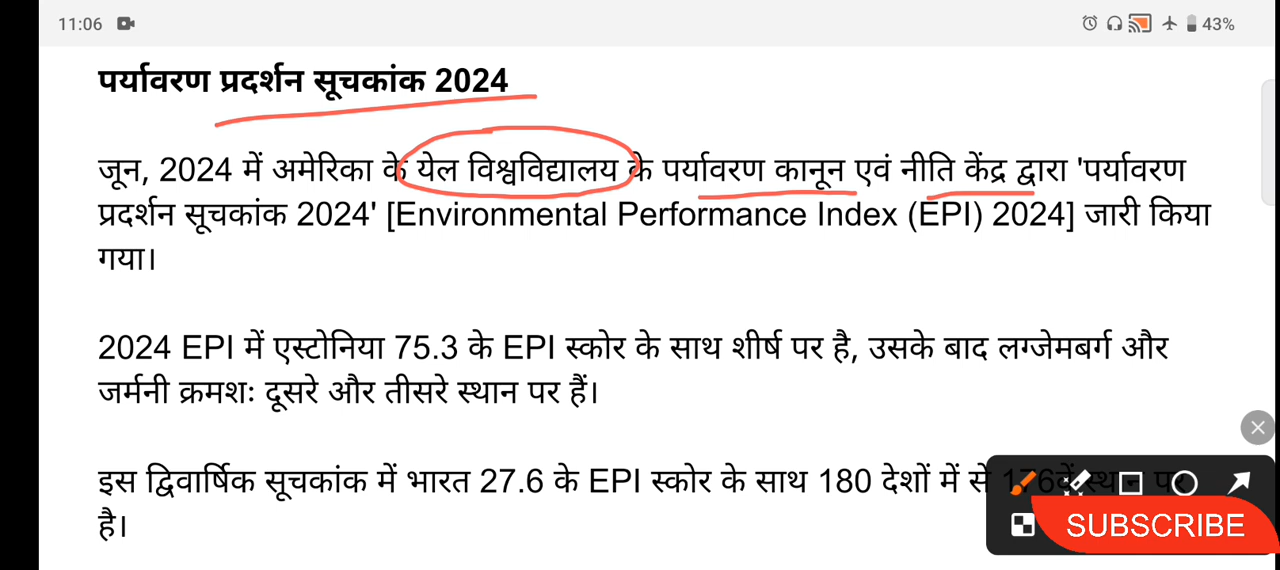 11:06
43%
पर्यावरण प्रदर्शन सूचकांक 2024
जून, 2024 में अमेरिका के येल विश्वविद्यालय के पर्यावरण कानून एवं नीति केंद्र द्वारा 'पर्यावरण
प्रदर्शन सूचकांक 2024' [Environmental Performance Index (EPI) 2024] जारी किया
गया।
2024 EPI में एस्टोनिया 75.3 के EPI स्कोर के साथ शीर्ष पर है, उसके बाद लग्जेमबर्ग और
जर्मनी क्रमशः दूसरे और तीसरे स्थान पर हैं।
इस द्विवार्षिक सूचकांक में भारत 27.6 के EPI स्कोर के साथ 180 देशों में से 176वें स्थान पर
है।
SUBSCRIBE